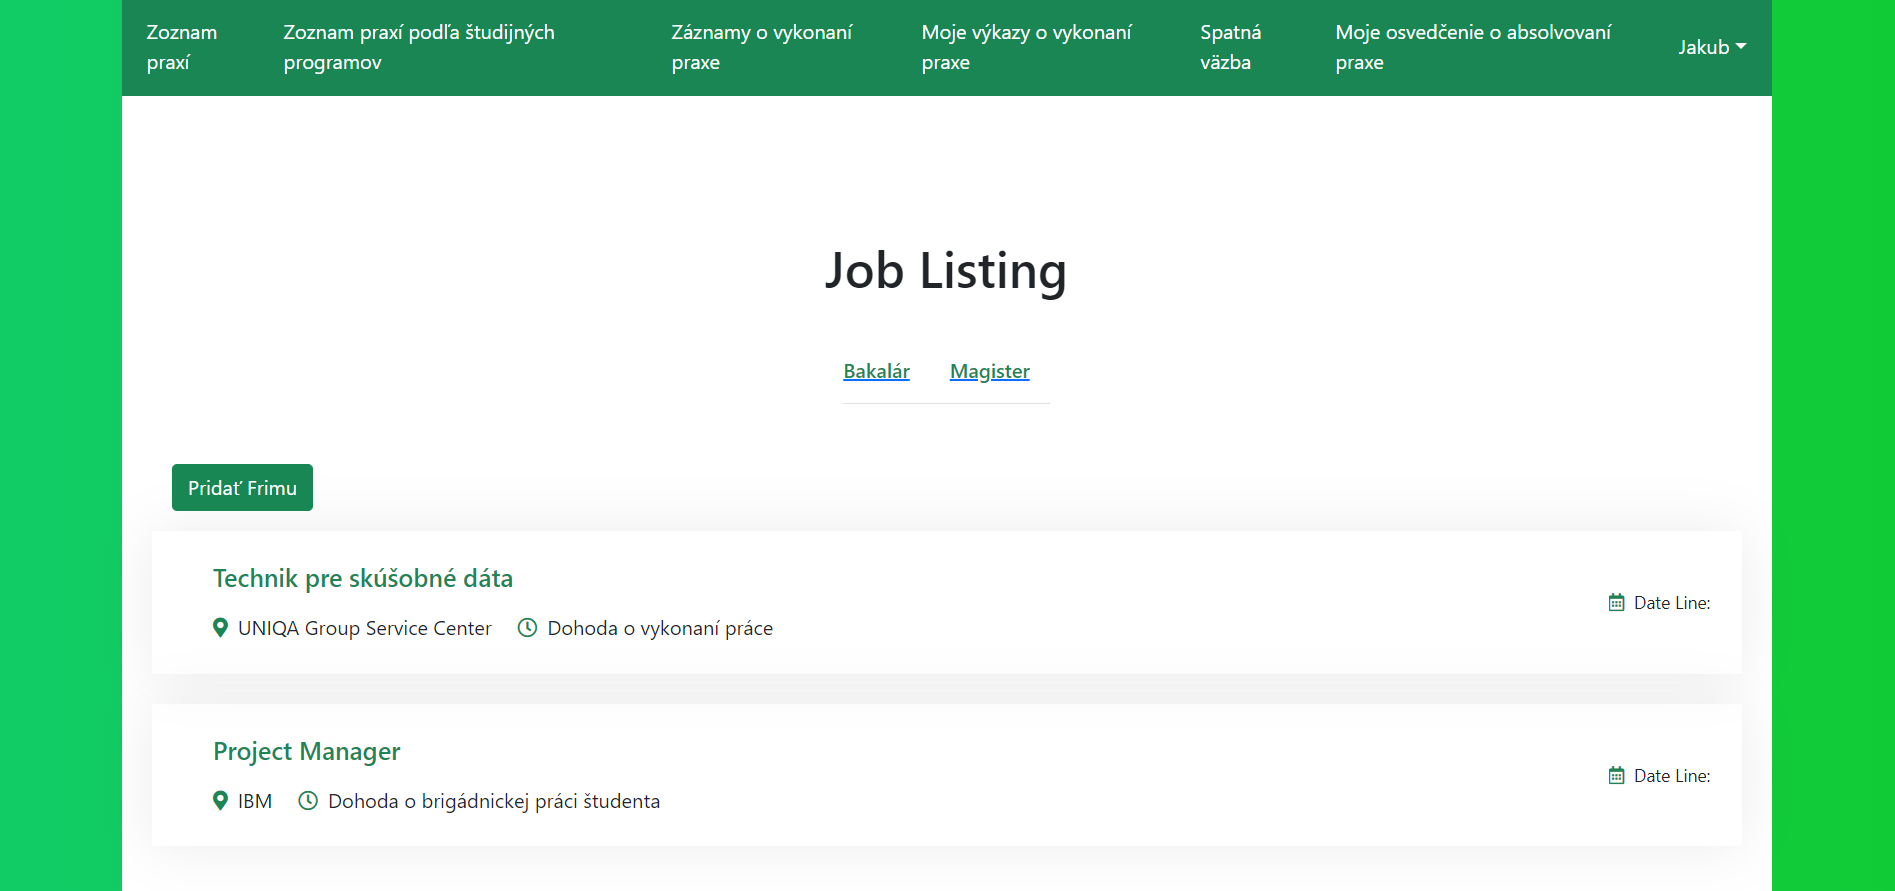 Zoznam praxí
Zoznam praxí podľa študijných programov
Záznamy o vykonaní praxe
Moje výkazy o vykonaní praxe
Spatná väzba
Moje osvedčenie o absolvovaní praxe
Jakub
Job Listing
Bakalár Magister
Pridať Frimu
Technik pre skúšobné dáta
UNIQA Group Service Center Dohoda o vykonaní práce
Date Line:
Project Manager
IBM Dohoda o brigádnickej práci študenta
Date Line: